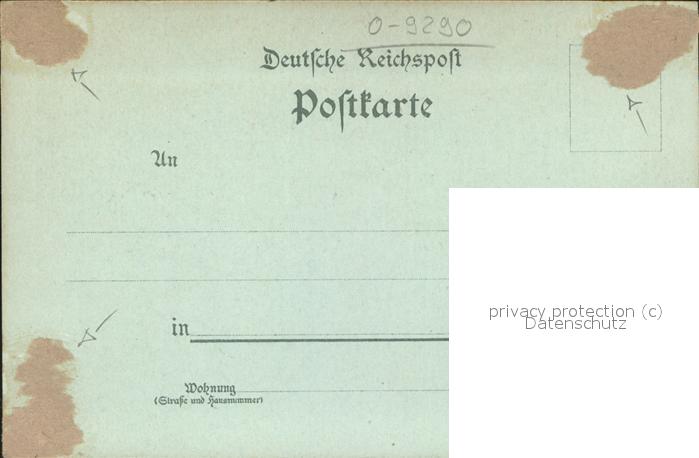 0-9290
Deutsche Reichspost
Postkarte
An
privacy protection (c)
Datenschutz
in
Wohnung
(Straße und Hausnummer)